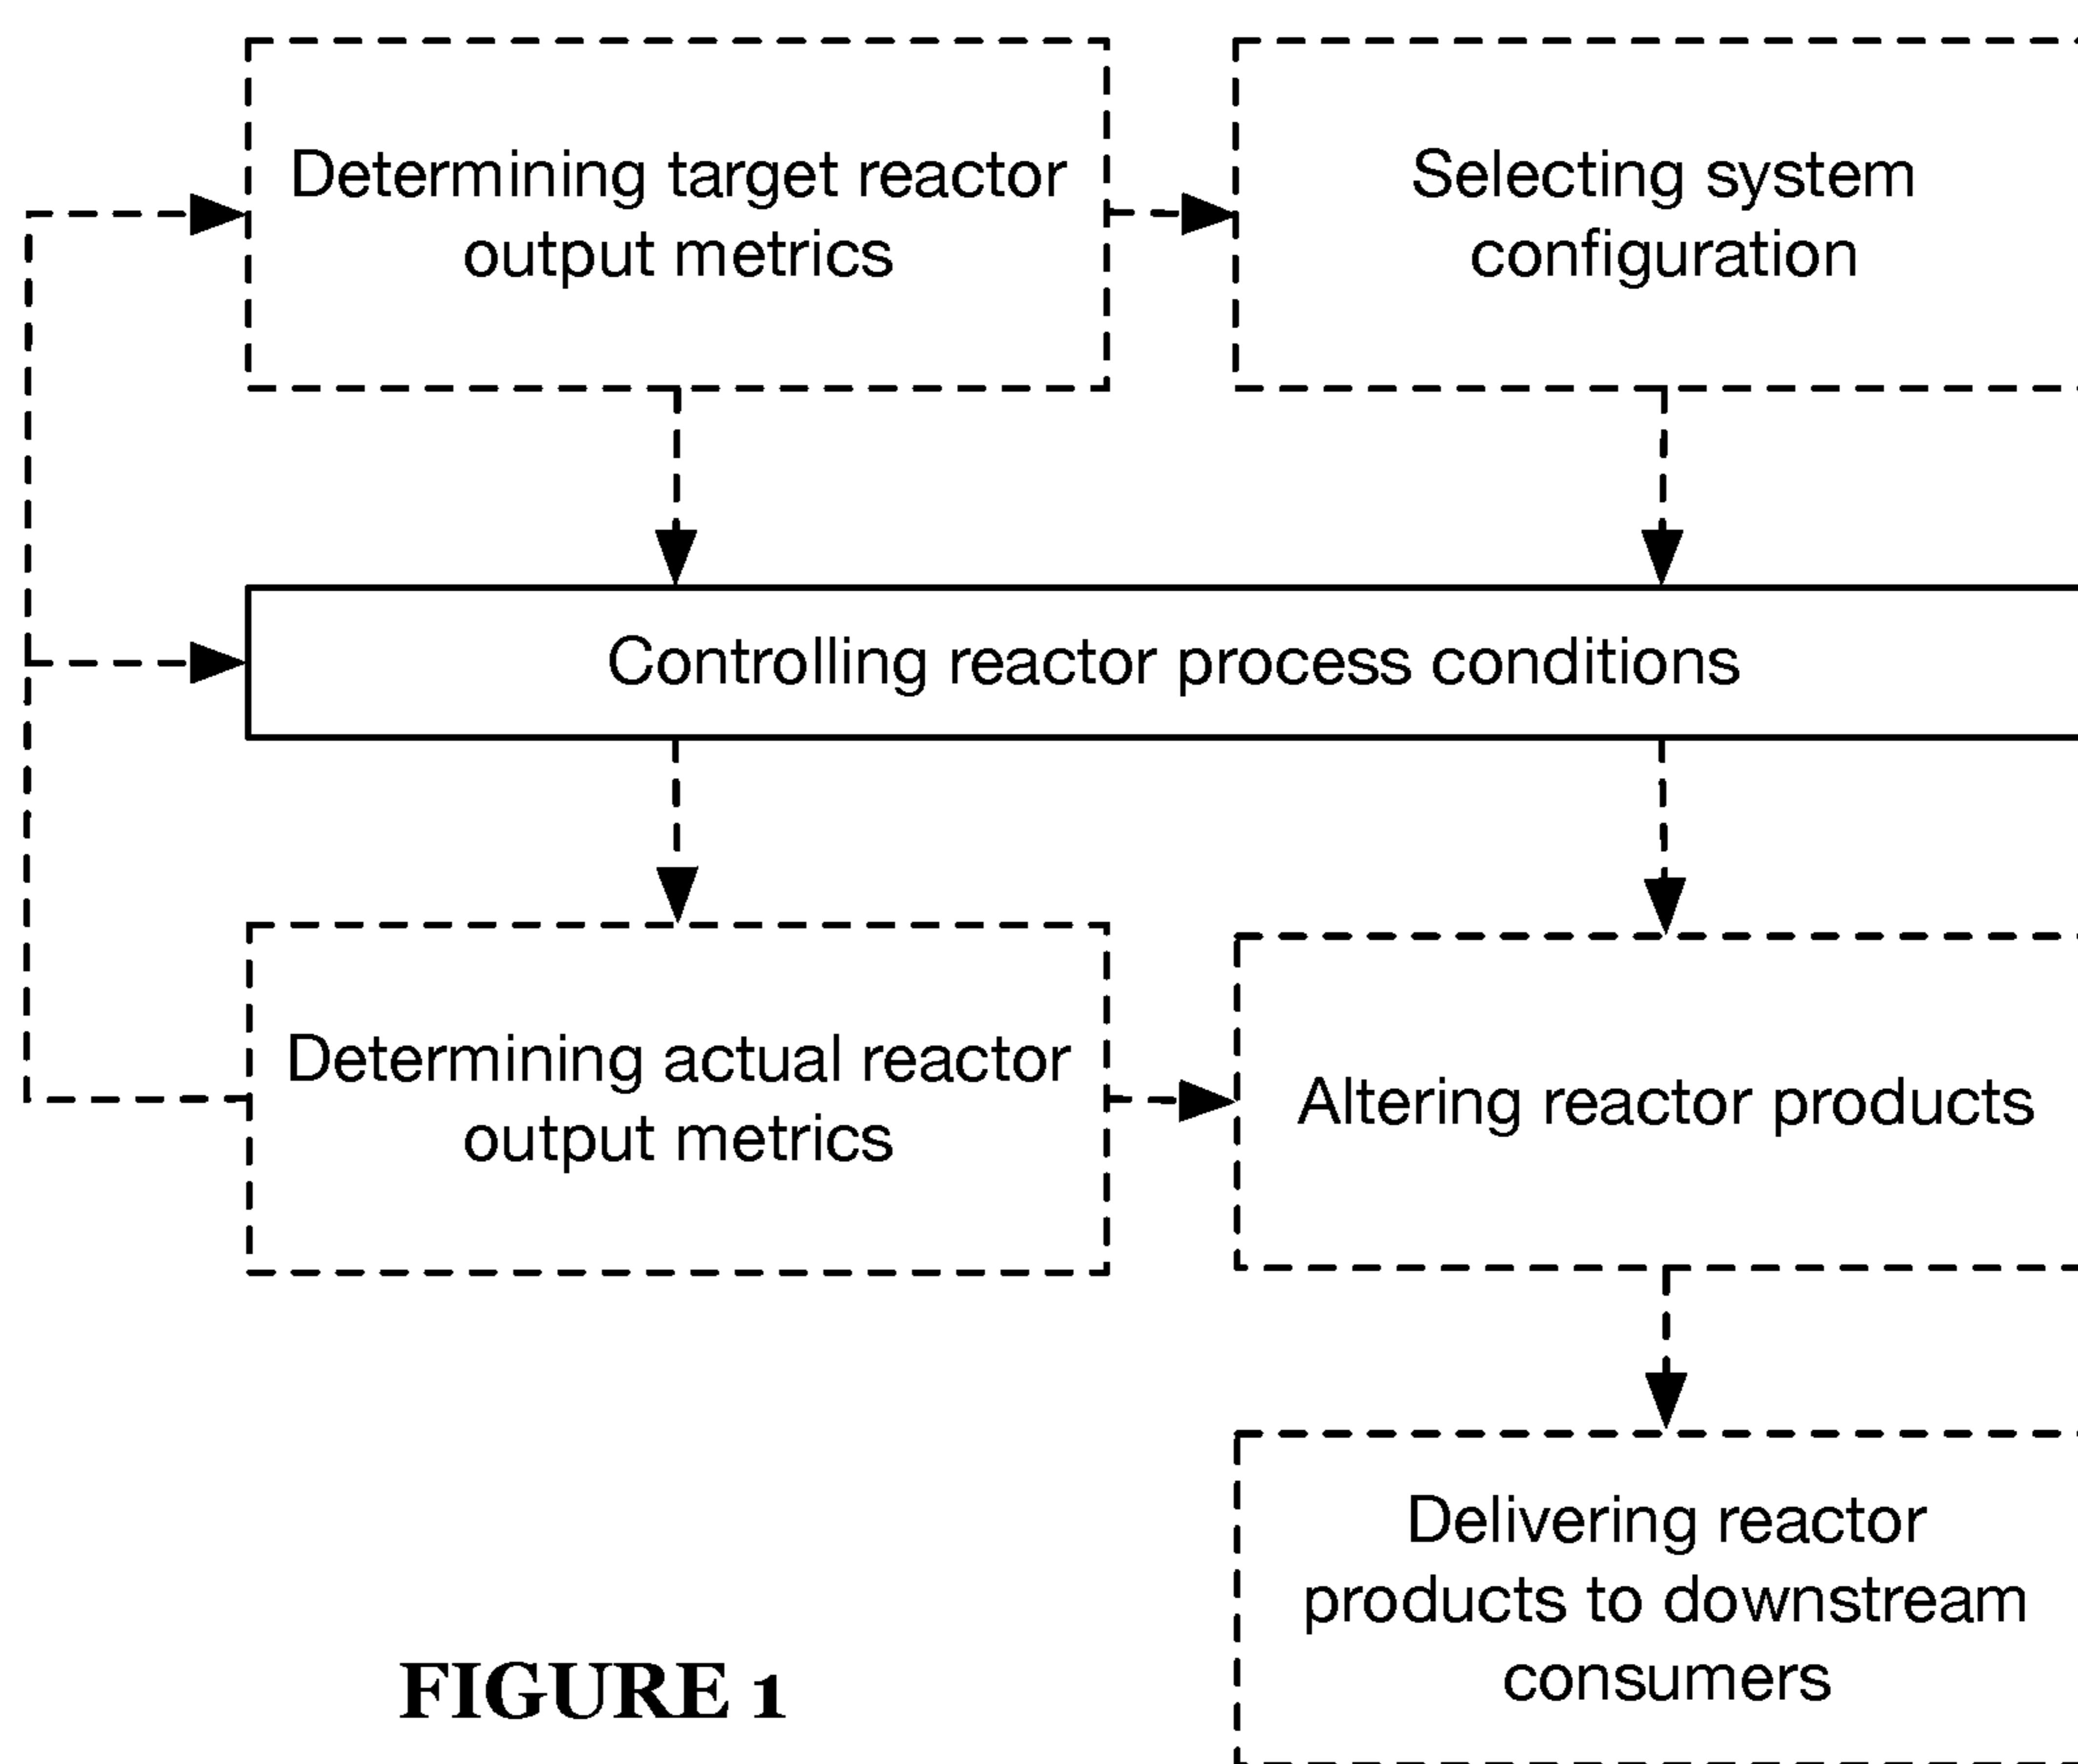 Determining target reactor
output metrics
Selecting system
configuration
Controlling reactor process conditions
Determining actual reactor
output metrics
Altering reactor products
Delivering reactor
products to downstream
consumers
FIGURE 1